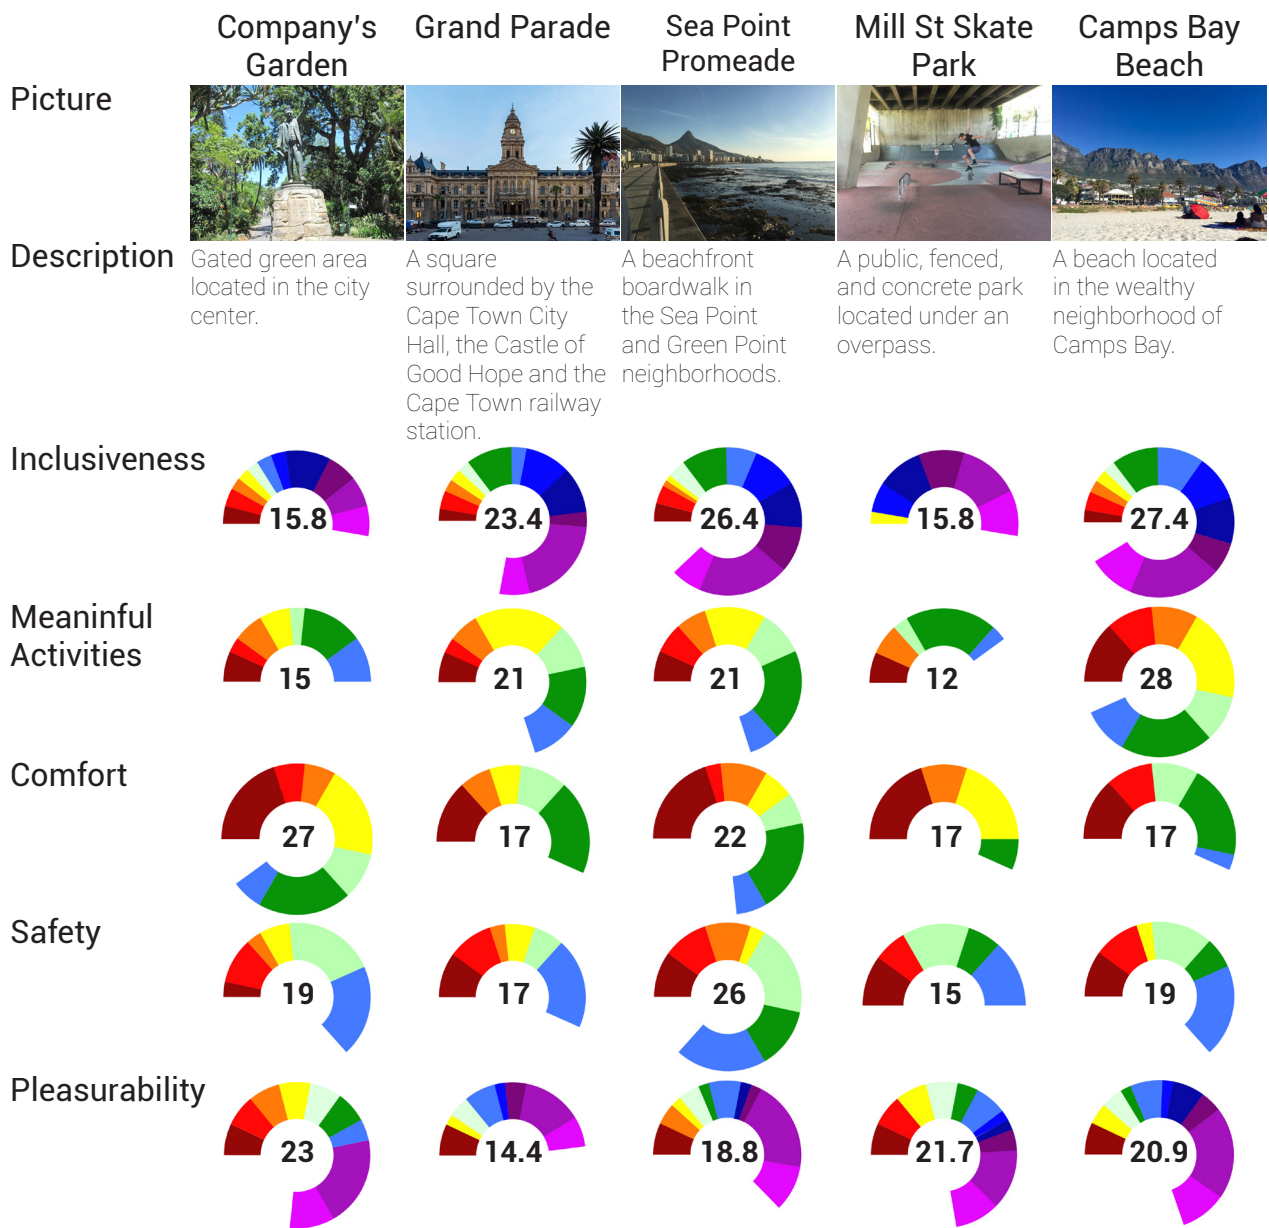 Company's
Garden
Grand Parade
Sea Point
Promeade
Mill St Skate
Park
Camps Bay
Beach
Picture
Description
Gated green area
located in the city
center.
A square
surrounded by the
Cape Town City
Hall, the Castle of
Good Hope and the
Cape Town railway
station.
A beachfront
boardwalk in
the Sea Point
and Green Point
neighborhoods.
A public, fenced,
and concrete park
located under an
overpass.
A beach located
in the wealthy
neighborhood of
Camps Bay.
Inclusiveness
15.8
23.4
26.4
15.8
27.4
Meaninful
Activities
15
21
21
12
28
Comfort
27
17
22
17
17
Safety
19
17
26
15
19
Pleasurability
23
14.4
18.8
21.7
20.9